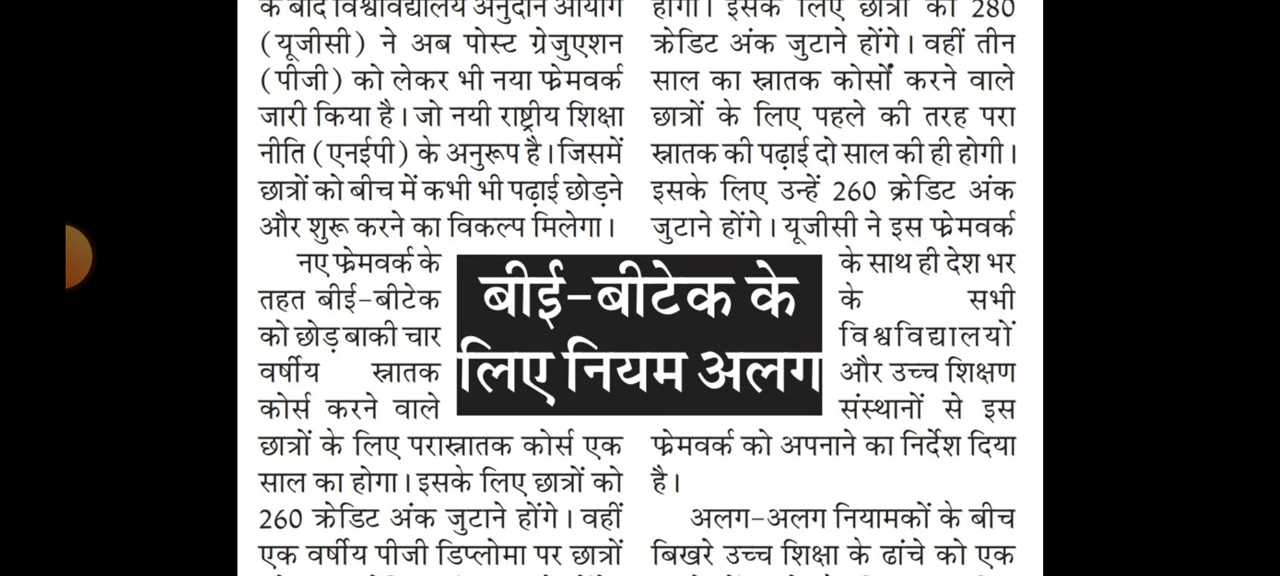 के बाद विश्वविद्यालय अनुदान आयोग
(यूजीसी) ने अब पोस्ट ग्रेजुएशन
(पीजी) को लेकर भी नया फ्रेमवर्क
जारी किया है। जो नयी राष्ट्रीय शिक्षा
नीति (एनईपी) के अनुरूप है। जिसमें
छात्रों को बीच में कभी भी पढ़ाई छोड़ने
और शुरू करने का विकल्प मिलेगा।
नए फ्रेमवर्क के
तहत बीई-बीटेक
को छोड़ बाकी चार
वर्षीय स्नातक
कोर्स करने वाले
छात्रों के लिए परास्नातक कोर्स एक
साल का होगा। इसके लिए छात्रों को
260 क्रेडिट अंक जुटाने होंगे। वहीं
एक वर्षीय पीजी डिप्लोमा पर छात्रों
बीई-बीटेक के
लिए नियम अलग
होगी। इसके लिए छात्रों को 280
क्रेडिट अंक जुटाने होंगे। वहीं तीन
साल का स्नातक कोर्सों करने वाले
छात्रों के लिए पहले की तरह परा
स्नातक की पढ़ाई दो साल की ही होगी।
इसके लिए उन्हें 260 क्रेडिट अंक
जुटाने होंगे। यूजीसी ने इस फ्रेमवर्क
के साथ ही देश भर
के सभी
विश्वविद्यालयों
और उच्च शिक्षण
संस्थानों से इस
फ्रेमवर्क को अपनाने का निर्देश दिया
है।
अलग-अलग नियामकों के बीच
बिखरे उच्च शिक्षा के ढांचे को एक